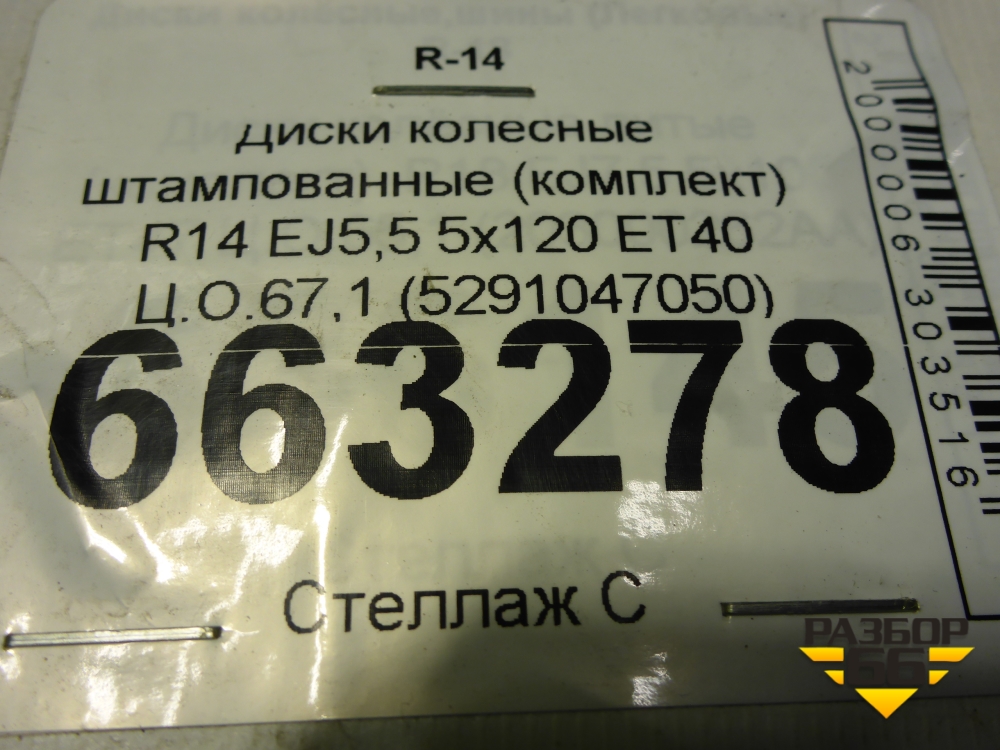 R-14
диски колесные
штампованные (комплект)
R14 EJ5,5 5x120 ET40
Ц.О.67,1 (5291047050)
663278
Стеллаж С
2000006303516
РАЗБОР
66